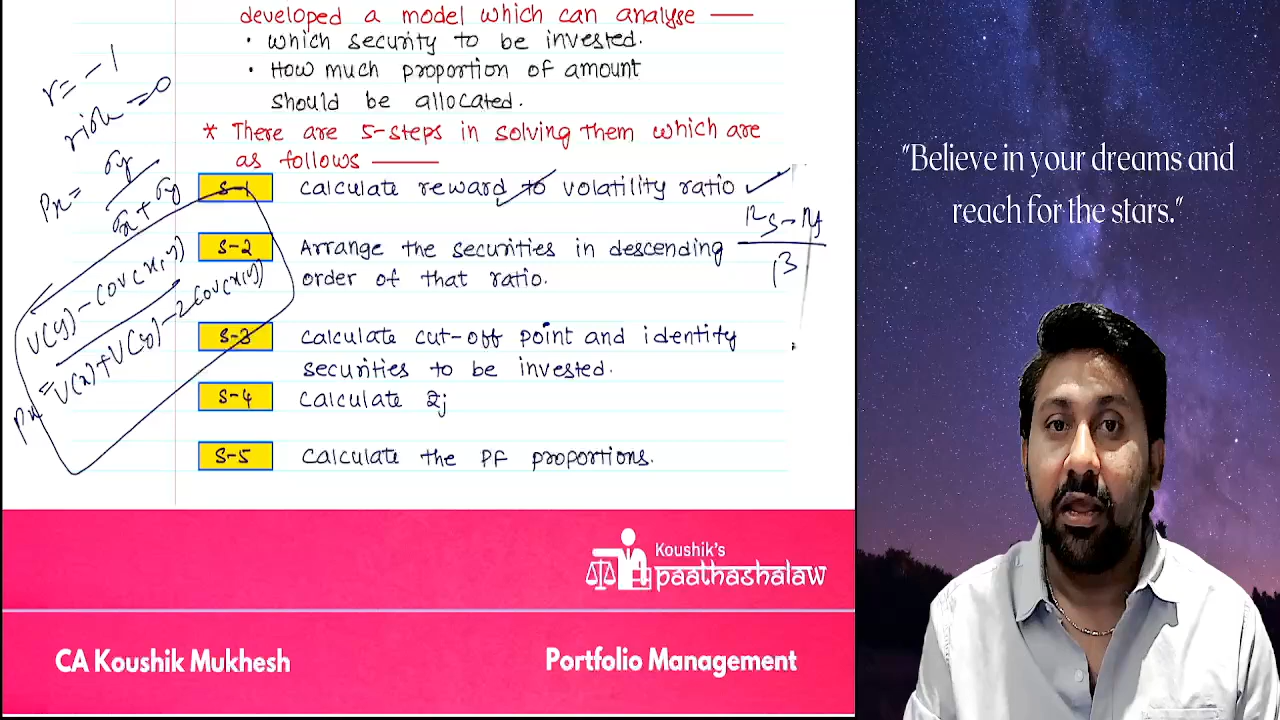 developed a model which can analyse —
• which security to be invested.
• How much proportion of amount
should be allocated.
* There are 5-steps in solving them which are
as follows —
S-1 calculate reward to volatility ratio
S-2 Arrange the securities in descending
order of that ratio.
S-3 calculate cut-off point and identity
securities to be invested.
S-4 calculate Zj
S-5 calculate the PF proportions.
r = -1
risk = 0
Px = σy
σx + σy
V(y) - COV(x,y)
Px = V(x) + V(y) - 2 COV(x,y)
Rs - Rf
β
"Believe in your dreams and
reach for the stars."
Koushik's
paathashalaw
CA Koushik Mukhesh
Portfolio Management